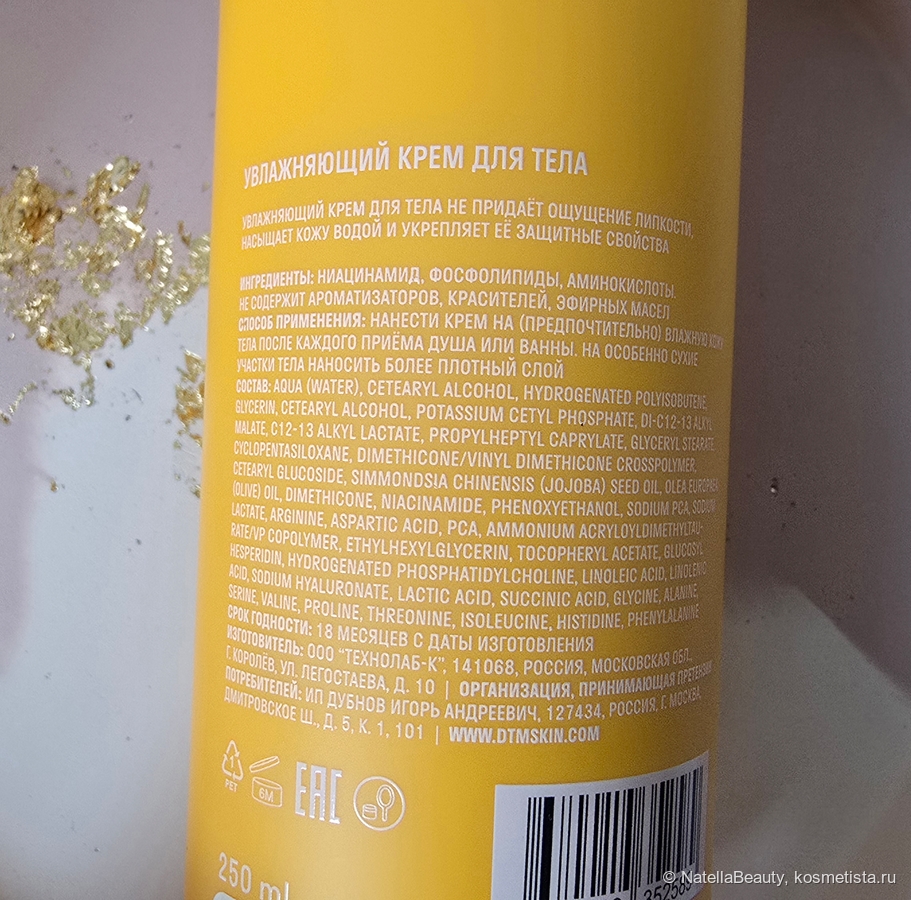 УВЛАЖНЯЮЩИЙ КРЕМ ДЛЯ ТЕЛА
УВЛАЖНЯЮЩИЙ КРЕМ ДЛЯ ТЕЛА НЕ ПРИДАЁТ ОЩУЩЕНИЕ ЛИПКОСТИ,
НАСЫЩАЕТ КОЖУ ВОДОЙ И УКРЕПЛЯЕТ ЕЁ ЗАЩИТНЫЕ СВОЙСТВА
ИНГРЕДИЕНТЫ: НИАЦИНАМИД, ФОСФОЛИПИДЫ, АМИНОКИСЛОТЫ.
НЕ СОДЕРЖИТ АРОМАТИЗАТОРОВ, КРАСИТЕЛЕЙ, ЭФИРНЫХ МАСЕЛ
СПОСОБ ПРИМЕНЕНИЯ: НАНЕСТИ КРЕМ НА (ПРЕДПОЧТИТЕЛЬНО) ВЛАЖНУЮ КОЖУ
ТЕЛА ПОСЛЕ КАЖДОГО ПРИЁМА ДУША ИЛИ ВАННЫ. НА ОСОБЕННО СУХИЕ
УЧАСТКИ ТЕЛА НАНОСИТЬ БОЛЕЕ ПЛОТНЫЙ СЛОЙ
СОСТАВ: AQUA (WATER), CETEARYL ALCOHOL, HYDROGENATED POLYISOBUTENE,
GLYCERIN, CETEARYL ALCOHOL, POTASSIUM CETYL PHOSPHATE, DI-C12-13 ALKYL
MALATE, C12-13 ALKYL LACTATE, PROPYLHEPTYL CAPRYLATE, GLYCERYL STEARATE,
CYCLOPENTASILOXANE, DIMETHICONE/VINYL DIMETHICONE CROSSPOLYMER,
CETEARYL GLUCOSIDE, SIMMONDSIA CHINENSIS (JOJOBA) SEED OIL, OLEA EUROPAEA
(OLIVE) OIL, DIMETHICONE, NIACINAMIDE, PHENOXYETHANOL, SODIUM PCA, SODIUM
LACTATE, ARGININE, ASPARTIC ACID, PCA, AMMONIUM ACRYLOYLDIMETHYLTAU-
RATE/VP COPOLYMER, ETHYLHEXYLGLYCERIN, TOCOPHERYL ACETATE, GLUCOSYL
HESPERIDIN, HYDROGENATED PHOSPHATIDYLCHOLINE, LINOLEIC ACID, LINOLENIC
ACID, SODIUM HYALURONATE, LACTIC ACID, SUCCINIC ACID, GLYCINE, ALANINE,
SERINE, VALINE, PROLINE, THREONINE, ISOLEUCINE, HISTIDINE, PHENYLALANINE
СРОК ГОДНОСТИ: 18 МЕСЯЦЕВ С ДАТЫ ИЗГОТОВЛЕНИЯ
ИЗГОТОВИТЕЛЬ: ООО "ТЕХНОЛАБ-К", 141068, РОССИЯ, МОСКОВСКАЯ ОБЛ.,
Г. КОРОЛЁВ, УЛ. ЛЕГОСТАЕВА, Д. 10 | ОРГАНИЗАЦИЯ, ПРИНИМАЮЩАЯ ПРЕТЕНЗИИ
ПОТРЕБИТЕЛЕЙ: ИП ДУБНОВ ИГОРЬ АНДРЕЕВИЧ, 127434, РОССИЯ, Г. МОСКВА,
ДМИТРОВСКОЕ Ш., Д. 5, К. 1, 101 | WWW.DTMSKIN.COM
1
PET
6M
EAC
250 ml
© NatellaBeauty, kosmetista.ru